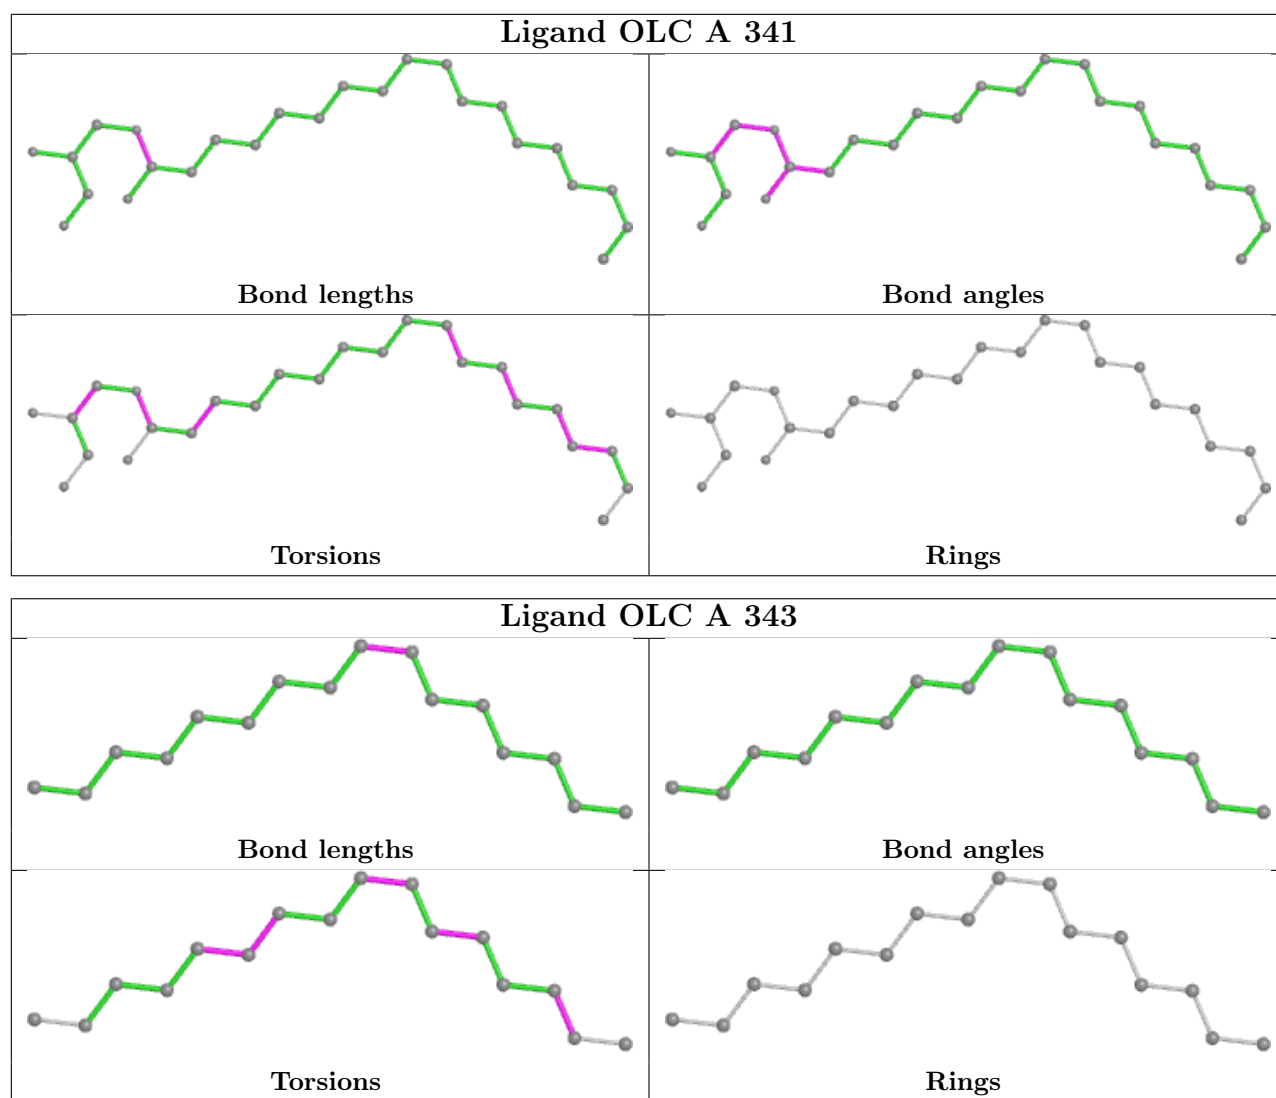 Ligand OLC A 341
Bond lengths
Bond angles
Torsions
Rings
Ligand OLC A 343
Bond lengths
Bond angles
Torsions
Rings